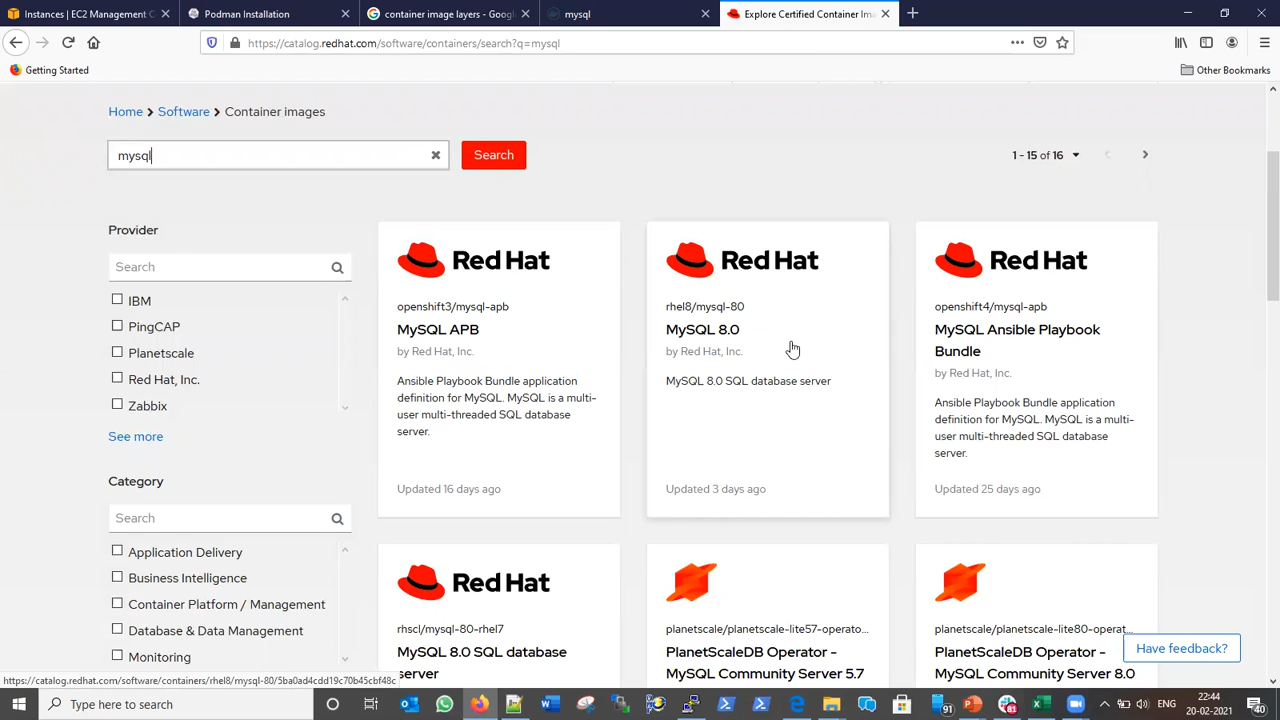 Instances | EC2 Management C
Podman Installation
container image layers - Goog
mysql
Explore Certified Container Ima
https://catalog.redhat.com/software/containers/search?q=mysql
Getting Started
Other Bookmarks
Home > Software > Container images
mysql
Search
1 - 15 of 16
Provider
Search
IBM
PingCAP
Planetscale
Red Hat, Inc.
Zabbix
See more
Category
Search
Application Delivery
Business Intelligence
Container Platform / Management
Database & Data Management
Monitoring
Red Hat
openshift3/mysql-apb
MySQL APB
by Red Hat, Inc.
Ansible Playbook Bundle application
definition for MySQL. MySQL is a multi-
user multi-threaded SQL database
server.
Updated 16 days ago
Red Hat
rhel8/mysql-80
MySQL 8.0
by Red Hat, Inc.
MySQL 8.0 SQL database server
Updated 3 days ago
Red Hat
openshift4/mysql-apb
MySQL Ansible Playbook
Bundle
by Red Hat, Inc.
Ansible Playbook Bundle application
definition for MySQL. MySQL is a multi-
user multi-threaded SQL database
server.
Updated 25 days ago
Red Hat
rhscl/mysql-80-rhel7
MySQL 8.0 SQL database
server
planetscale/planetscale-lite57-operato...
PlanetScaleDB Operator -
MySQL Community Server 5.7
planetscale/planetscale-lite80-operat...
PlanetScaleDB Operator -
MySQL Community Server 8.0
Have feedback?
https://catalog.redhat.com/software/containers/rhel8/mysql-80/5ba0ad4cdd19c70b45cbf48c
Type here to search
91
61
22:44
20-02-2021
40